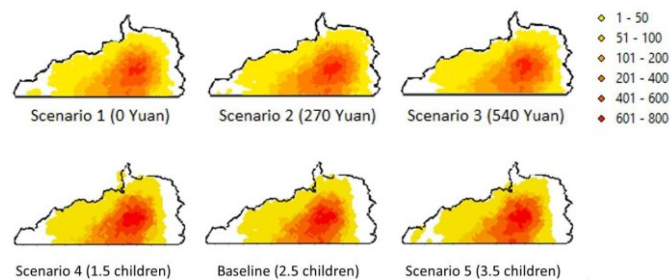 1 - 50
51 - 100
101 - 200
201 - 400
401 - 600
601 - 800
Scenario 1 (0 Yuan)
Scenario 2 (270 Yuan)
Scenario 3 (540 Yuan)
Scenario 4 (1.5 children)
Baseline (2.5 children)
Scenario 5 (3.5 children)